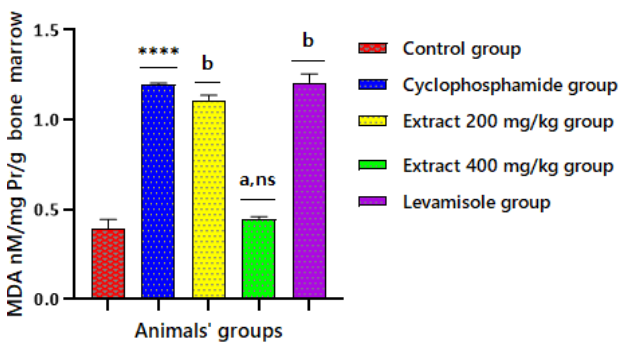 MDA nM/mg Pr/g bone marrow
1.5
1.0
0.5
0.0
****
b
a,ns
b
Animals' groups
Control group
Cyclophosphamide group
Extract 200 mg/kg group
Extract 400 mg/kg group
Levamisole group